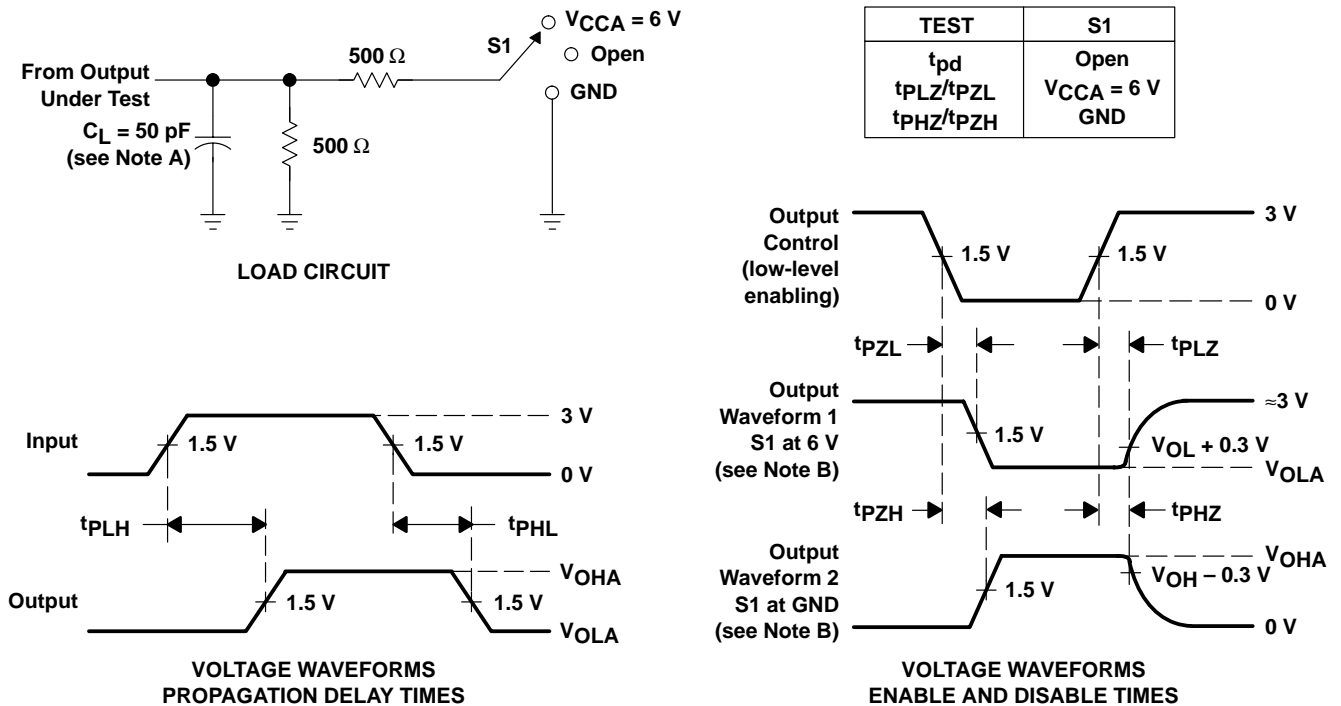 500 Ω
S1
VCCA = 6 V
Open
GND
From Output
Under Test
CL = 50 pF
(see Note A)
500 Ω
LOAD CIRCUIT
TEST S1
tpd Open
tPLZ/tPZL VCCA = 6 V
tPHZ/tPZH GND
Input
1.5 V
1.5 V
3 V
0 V
tPLH
tPHL
Output
1.5 V
1.5 V
VOHA
VOLA
VOLTAGE WAVEFORMS
PROPAGATION DELAY TIMES
Output
Control
(low-level
enabling)
1.5 V
1.5 V
3 V
0 V
tPZL
tPLZ
Output
Waveform 1
S1 at 6 V
(see Note B)
1.5 V
≈3 V
VOL + 0.3 V
VOLA
tPZH
tPHZ
Output
Waveform 2
S1 at GND
(see Note B)
1.5 V
VOHA
VOH – 0.3 V
0 V
VOLTAGE WAVEFORMS
ENABLE AND DISABLE TIMES